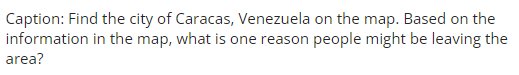 Caption: Find the city of Caracas, Venezuela on the map. Based on the
information in the map, what is one reason people might be leaving the
area?